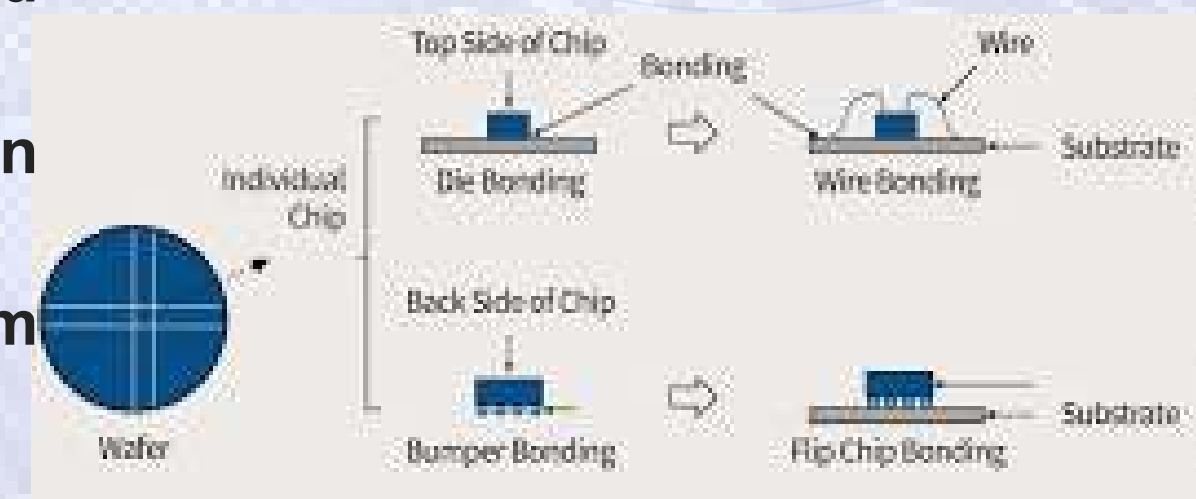 Top Side of Chip
Bonding
Wire
n
Individual
Chip
Die Bonding
Wire Bonding
Substrate
Back Side of Chip
m
Wafer
Bumper Bonding
Flip Chip Bonding
Substrate